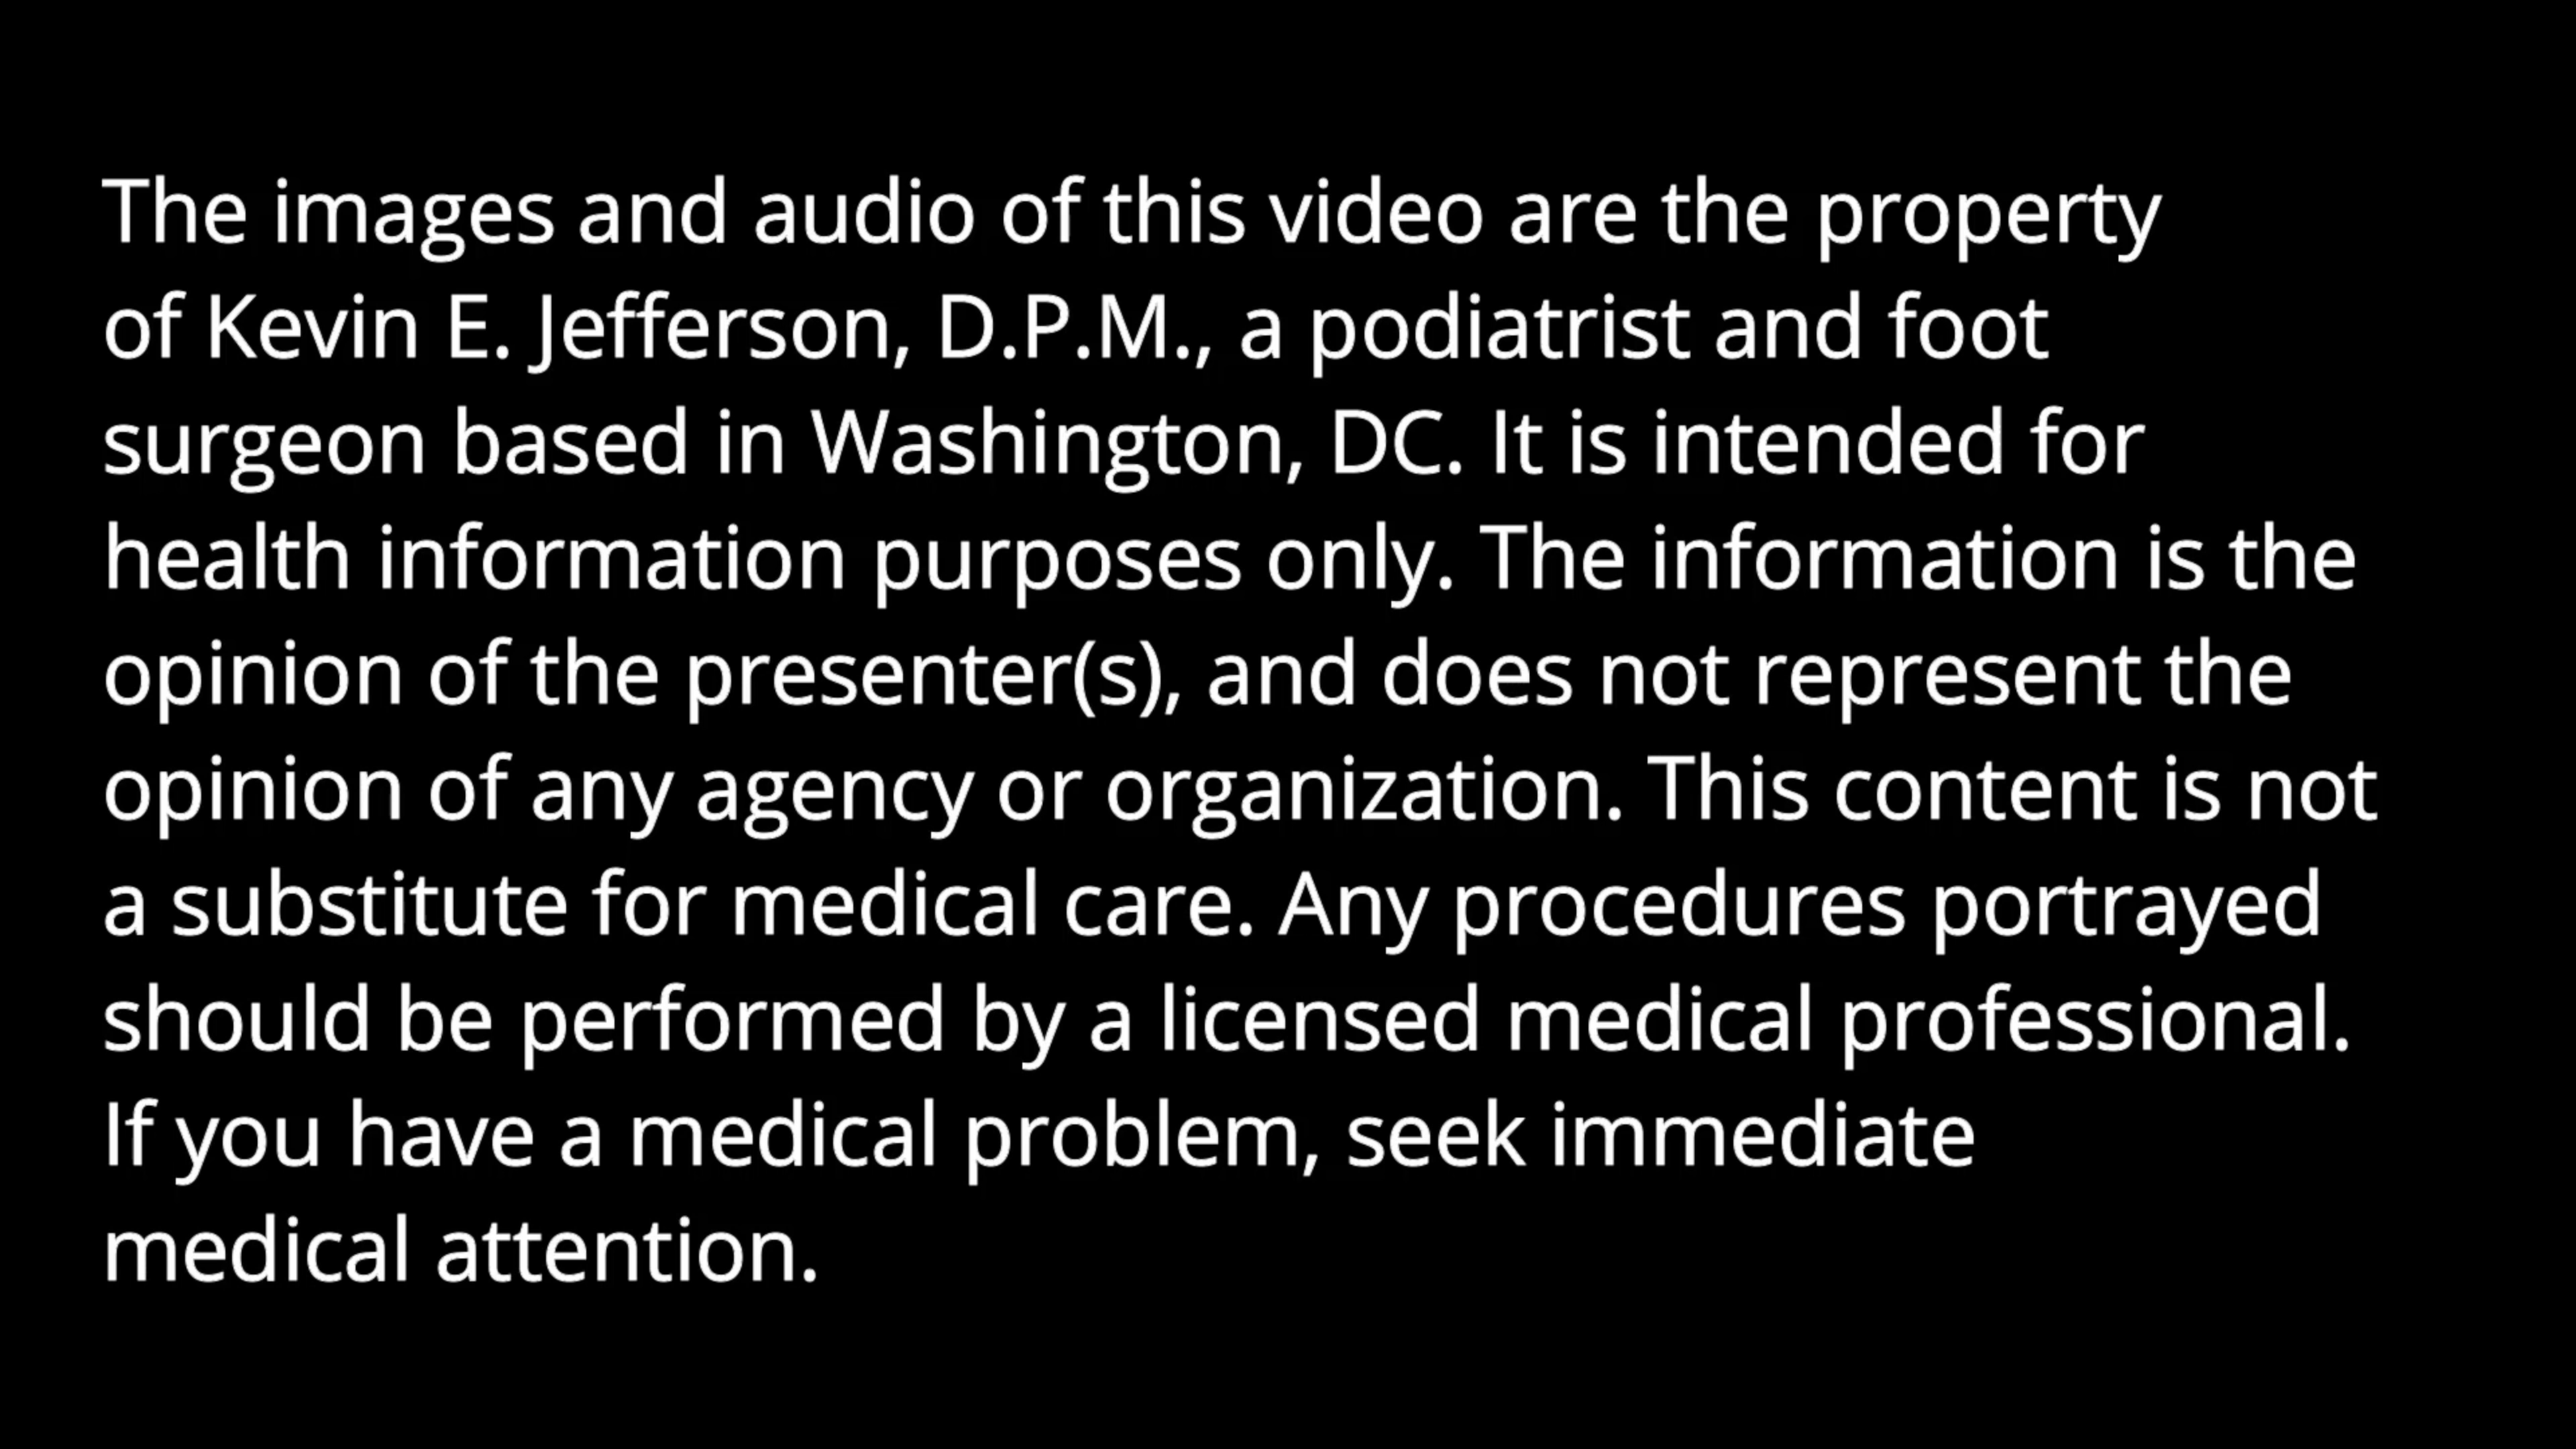 The images and audio of this video are the property
of Kevin E. Jefferson, D.P.M., a podiatrist and foot
surgeon based in Washington, DC. It is intended for
health information purposes only. The information is the
opinion of the presenter(s), and does not represent the
opinion of any agency or organization. This content is not
a substitute for medical care. Any procedures portrayed
should be performed by a licensed medical professional.
If you have a medical problem, seek immediate
medical attention.